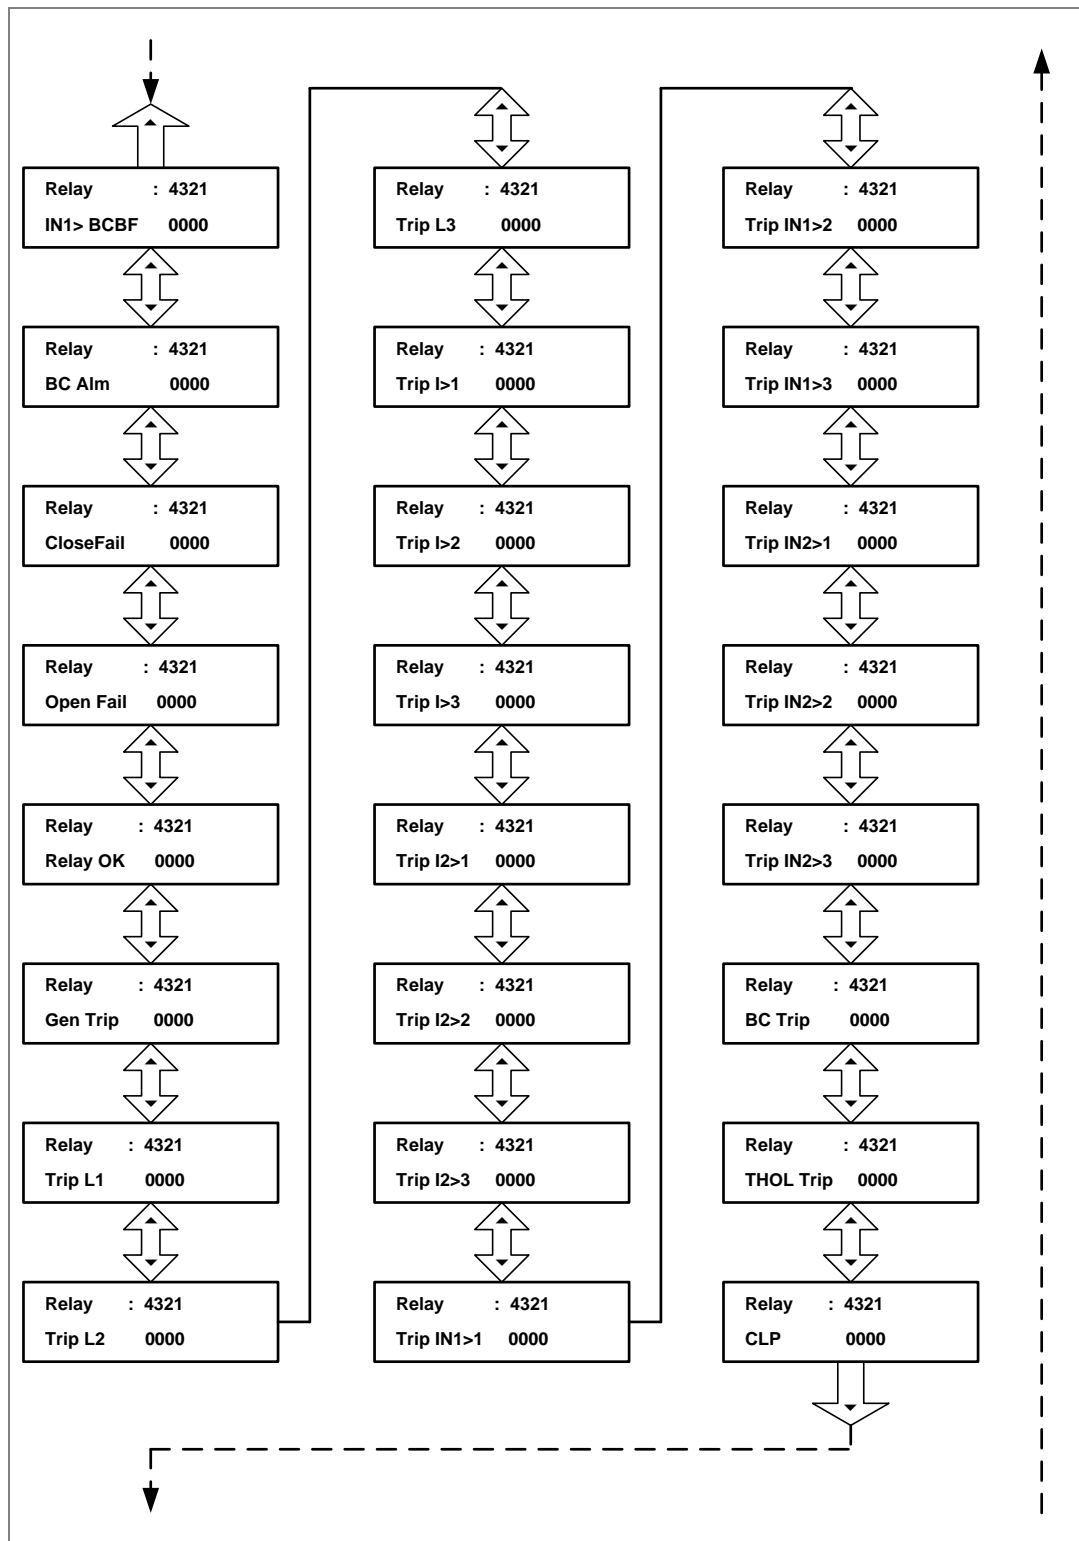 Relay : 4321
IN1> BCBF 0000
Relay : 4321
BC Alm 0000
Relay : 4321
CloseFail 0000
Relay : 4321
Open Fail 0000
Relay : 4321
Relay OK 0000
Relay : 4321
Gen Trip 0000
Relay : 4321
Trip L1 0000
Relay : 4321
Trip L2 0000
Relay : 4321
Trip L3 0000
Relay : 4321
Trip I>1 0000
Relay : 4321
Trip I>2 0000
Relay : 4321
Trip I>3 0000
Relay : 4321
Trip I2>1 0000
Relay : 4321
Trip I2>2 0000
Relay : 4321
Trip I2>3 0000
Relay : 4321
Trip IN1>1 0000
Relay : 4321
Trip IN1>2 0000
Relay : 4321
Trip IN1>3 0000
Relay : 4321
Trip IN2>1 0000
Relay : 4321
Trip IN2>2 0000
Relay : 4321
Trip IN2>3 0000
Relay : 4321
BC Trip 0000
Relay : 4321
THOL Trip 0000
Relay : 4321
CLP 0000